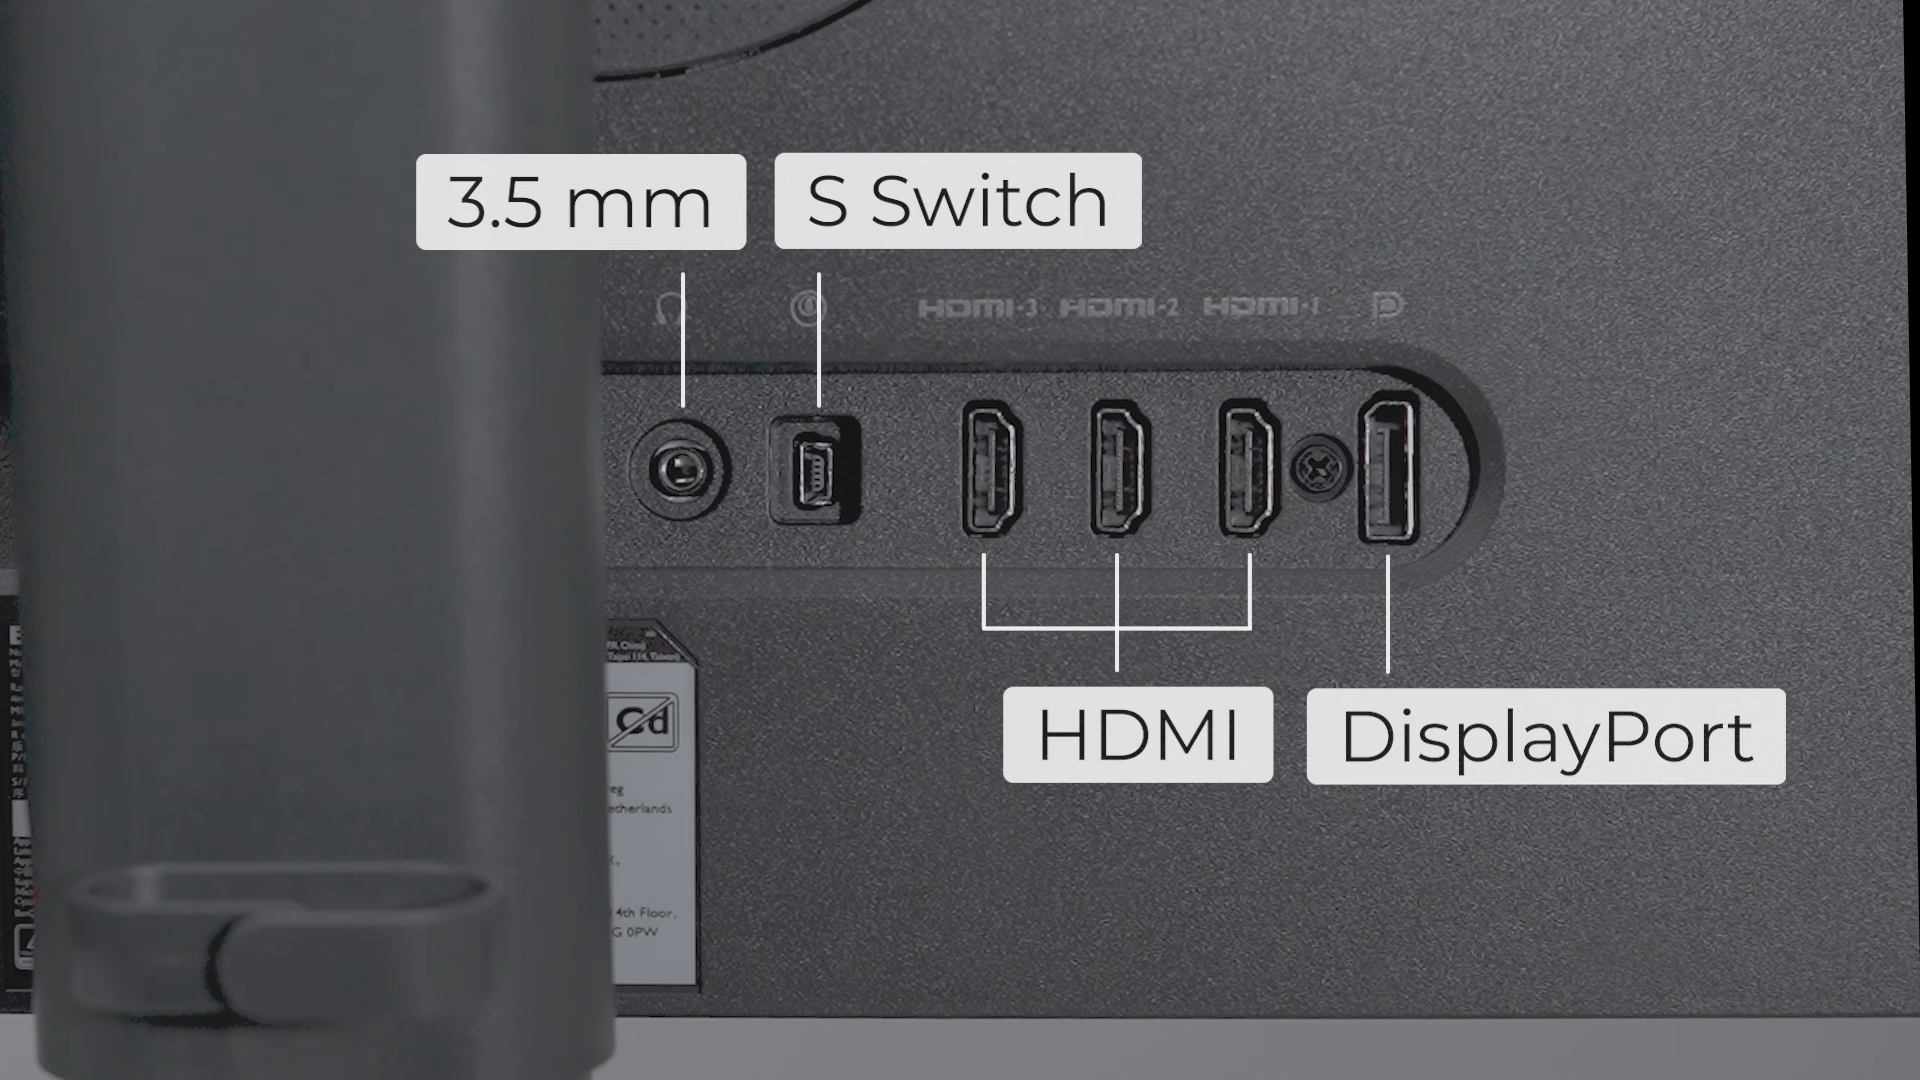 3.5 mm
S Switch
HDMI-3
HDMI-2
HDMI-1
HDMI
DisplayPort
Cd
etherlands
4th Floor,
G 0PW